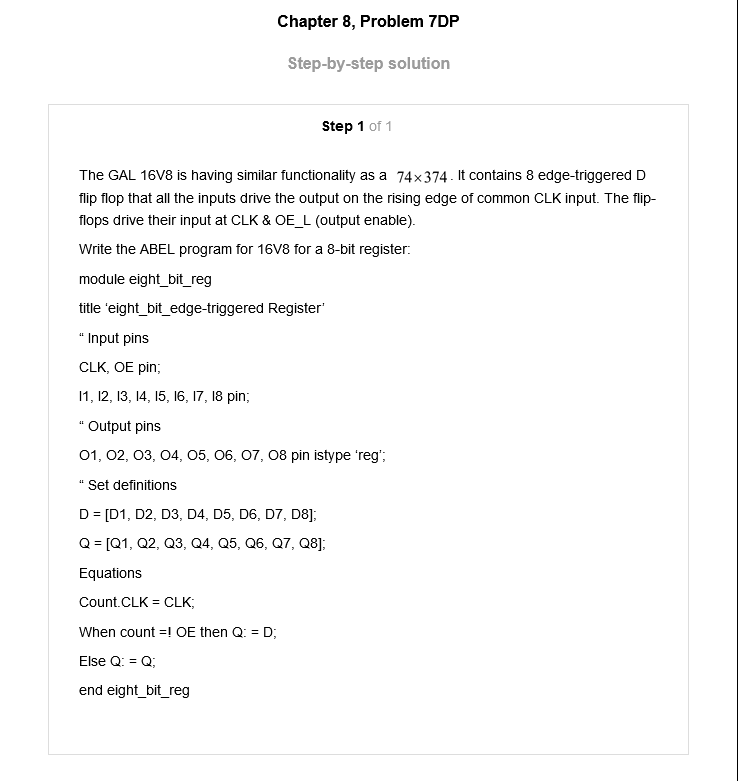 Chapter 8, Problem 7DP
Step-by-step solution
Step 1 of 1
The GAL 16V8 is having similar functionality as a 74×374. It contains 8 edge-triggered D
flip flop that all the inputs drive the output on the rising edge of common CLK input. The flip-
flops drive their input at CLK & OE_L (output enable).
Write the ABEL program for 16V8 for a 8-bit register:
module eight_bit_reg
title ‘eight_bit_edge-triggered Register’
“ Input pins
CLK, OE pin;
I1, I2, I3, I4, I5, I6, I7, I8 pin;
“ Output pins
O1, O2, O3, O4, O5, O6, O7, O8 pin istype ‘reg’;
“ Set definitions
D = [D1, D2, D3, D4, D5, D6, D7, D8];
Q = [Q1, Q2, Q3, Q4, Q5, Q6, Q7, Q8];
Equations
Count.CLK = CLK;
When count =! OE then Q: = D;
Else Q: = Q;
end eight_bit_reg